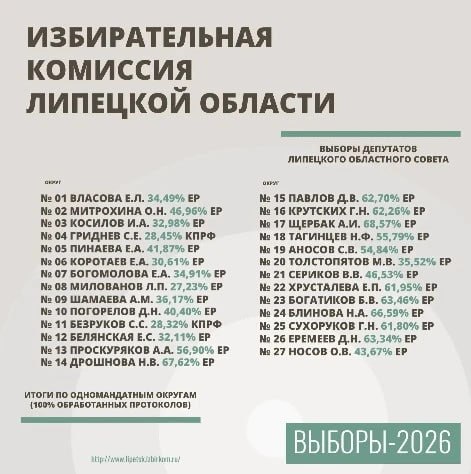 ИЗБИРАТЕЛЬНАЯ
КОМИССИЯ
ЛИПЕЦКОЙ ОБЛАСТИ
ВЫБОРЫ ДЕПУТАТОВ
ЛИПЕЦКОГО ОБЛАСТНОГО СОВЕТА
ОКРУГ
№ 01 ВЛАСОВА Е.Л. 34,49% ЕР
№ 02 МИТРОХИНА О.Н. 46,96% ЕР
№ 03 КОСИЛОВ И.А. 32,98% ЕР
№ 04 ГРИДНЕВ С.Е. 28,45% КПРФ
№ 05 ПИНАЕВА Е.А. 41,87% ЕР
№ 06 КОРОТАЕВ Е.А. 30,61% ЕР
№ 07 БОГОМОЛОВА Е.А. 34,91% ЕР
№ 08 МИЛОВАНОВ Л.П. 27,23% ЕР
№ 09 ШАМАЕВА А.М. 36,17% ЕР
№ 10 ПОГОРЕЛОВ Д.Н. 40,40% ЕР
№ 11 БЕЗРУКОВ С.С. 28,32% КПРФ
№ 12 БЕЛЯНСКАЯ Е.С. 32,11% ЕР
№ 13 ПРОСКУРЯКОВ А.А. 56,90% ЕР
№ 14 ДРОШНОВА Н.В. 67,62% ЕР
ОКРУГ
№ 15 ПАВЛОВ Д.В. 62,70% ЕР
№ 16 КРУТСКИХ Г.Н. 62,26% ЕР
№ 17 ЩЕРБАК А.И. 68,57% ЕР
№ 18 ТАГИНЦЕВ Н.Ф. 55,79% ЕР
№ 19 АНОСОВ С.В. 54,84% ЕР
№ 20 ТОЛСТОПЯТОВ М.В. 35,52% ЕР
№ 21 СЕРИКОВ В.В. 46,53% ЕР
№ 22 ХРУСТАЛЕВА Е.П. 61,95% ЕР
№ 23 БОГАТИКОВ Б.В. 63,46% ЕР
№ 24 БЛИНОВА Н.А. 66,59% ЕР
№ 25 СУХОРУКОВ Г.Н. 61,80% ЕР
№ 26 ЕРЕМЕЕВ Д.Н. 63,34% ЕР
№ 27 НОСОВ О.В. 43,67% ЕР
ИТОГИ ПО ОДНОМАНДАТНЫМ ОКРУГАМ
(100% ОБРАБОТАННЫХ ПРОТОКОЛОВ)
http://www.lipetsk.izbirkom.ru/
ВЫБОРЫ-2026